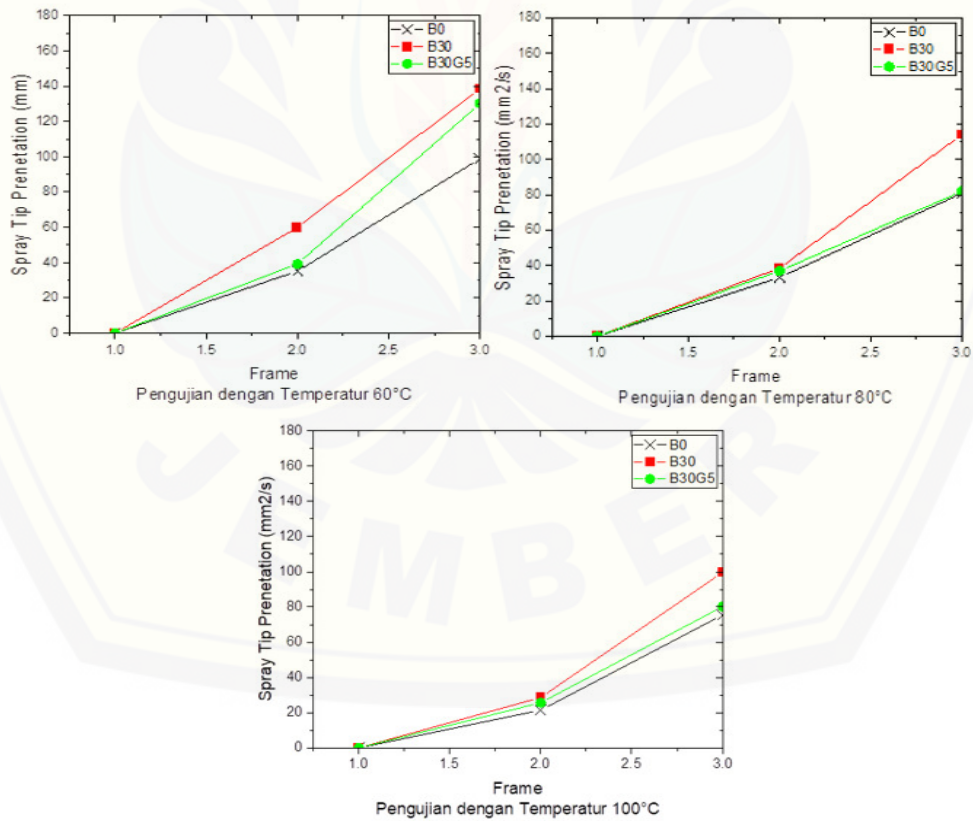 180
160
140
120
100
80
60
40
20
0
Spray Tip Prenetation (mm)
B0
B30
B30G5
1.0 1.5 2.0 2.5 3.0
Frame
Pengujian dengan Temperatur 60°C
180
160
140
120
100
80
60
40
20
0
Spray Tip Prenetation (mm2/s)
B0
B30
B30G5
1.0 1.5 2.0 2.5 3.0
Frame
Pengujian dengan Temperatur 80°C
180
160
140
120
100
80
60
40
20
0
Spray Tip Prenetation (mm2/s)
B0
B30
B30G5
1.0 1.5 2.0 2.5 3.0
Frame
Pengujian dengan Temperatur 100°C
JEMBER